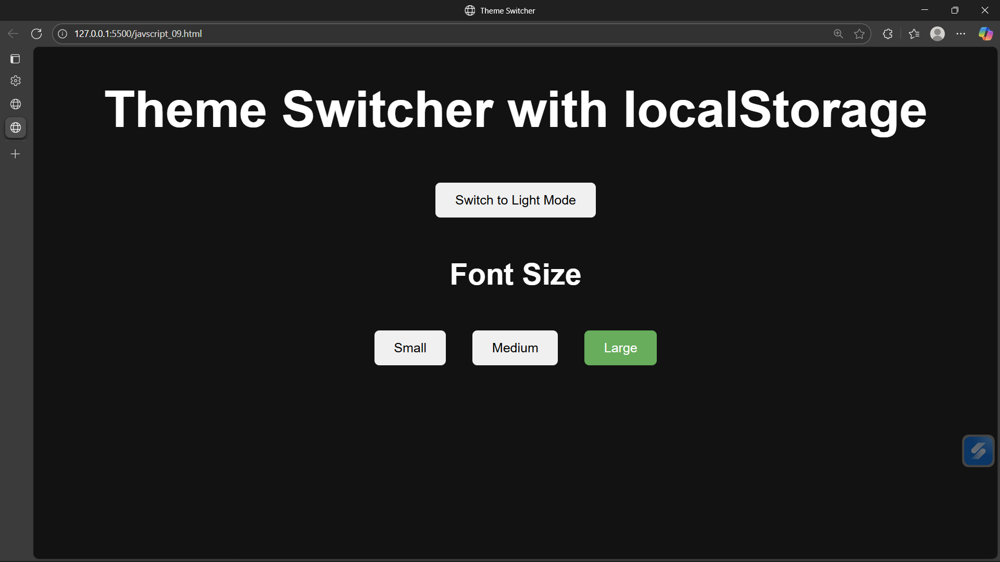 Theme Switcher
127.0.0.1:5500/javscript_09.html
Theme Switcher with localStorage
Switch to Light Mode
Font Size
Small Medium Large